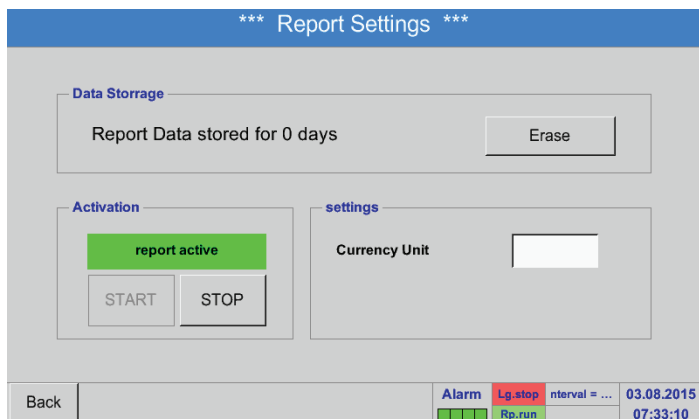 *** Report Settings ***
Data Storrage
Report Data stored for 0 days
Erase
Activation
report active
START
STOP
settings
Currency Unit
Back
Alarm
Lg.stop
nterval = ...
03.08.2015
Rp.run
07:33:10